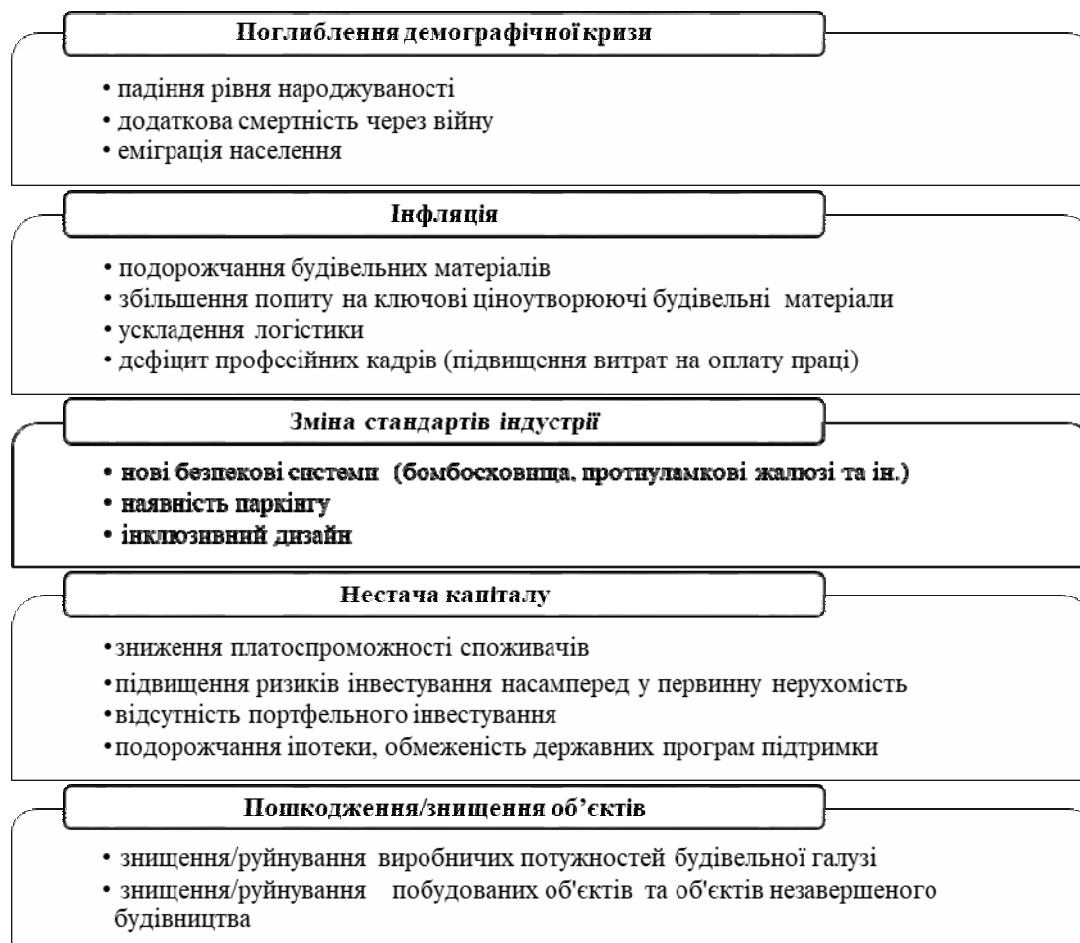 Поглиблення демографічної кризи
• падіння рівня народжуваності
• додаткова смертність через війну
• еміграція населення
Інфляція
• подорожчання будівельних матеріалів
• збільшення попиту на ключові ціноутворюючі будівельні матеріали
• ускладення логістики
• дефіцит професійних кадрів (підвищення витрат на оплату праці)
Зміна стандартів індустрії
• нові безпекові системи (бомбосховища, протиуламкові жалюзі та ін.)
• наявність паркінгу
• інклюзивний дизайн
Нестача капіталу
•зниження платоспроможності споживачів
•підвищення ризиків інвестування насамперед у первинну нерухомість
•відсутність портфельного інвестування
•подорожчання іпотеки, обмеженість державних програм підтримки
Пошкодження/знищення об’єктів
• знищення/руйнування виробничих потужностей будівельної галузі
• знищення/руйнування побудованих об'єктів та об'єктів незавершеного
будівництва